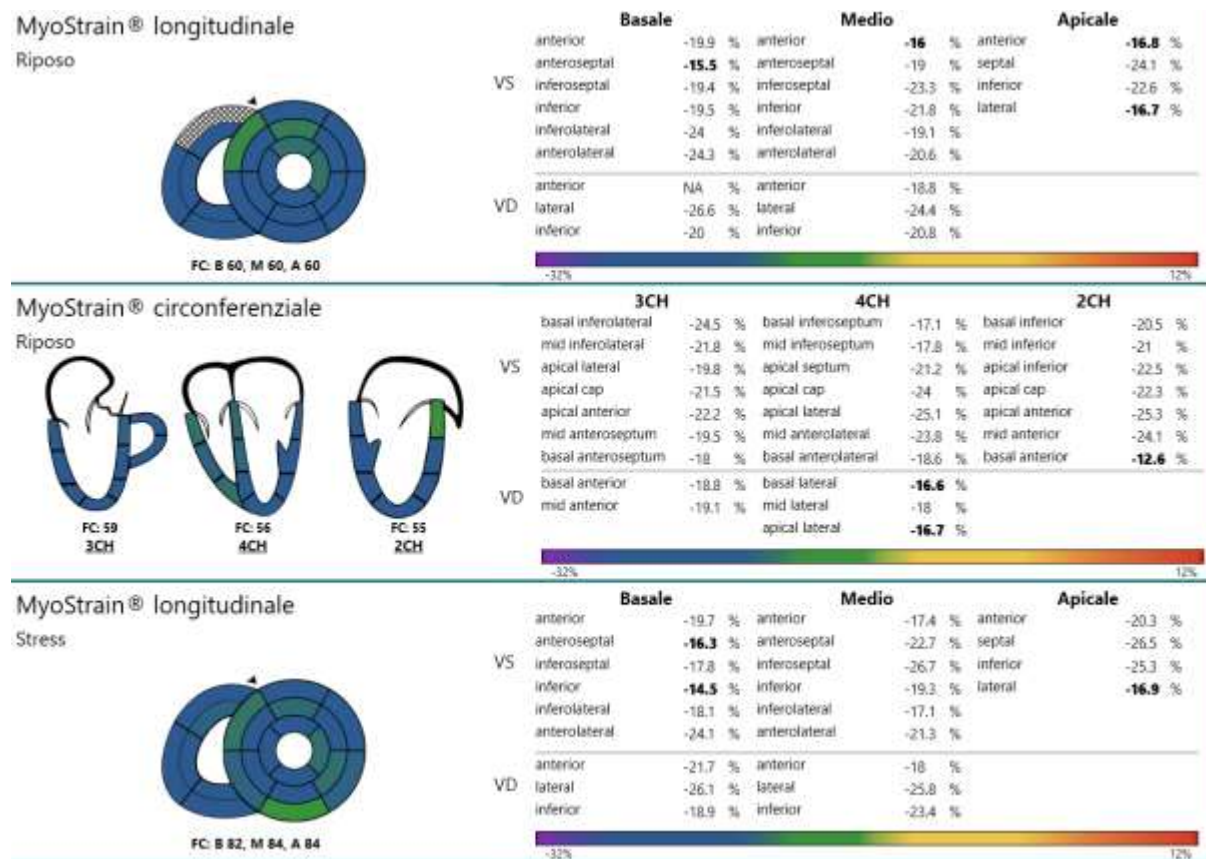 MyoStrain® longitudinale
Riposo
FC: B 60, M 60, A 60
Basale Medio Apicale
VS
anterior -19.9 % anterior -16 % anterior -16.8 %
anteroseptal -15.5 % anteroseptal -19 % septal -24.1 %
inferoseptal -19.4 % inferoseptal -23.3 % inferior -22.6 %
inferior -19.5 % inferior -21.8 % lateral -16.7 %
inferolateral -24 % inferolateral -19.1 %
anterolateral -24.3 % anterolateral -20.6 %
VD
anterior NA % anterior -18.8 %
lateral -26.6 % lateral -24.4 %
inferior -20 % inferior -20.8 %
-32% 12%
MyoStrain® circonferenziale
Riposo
FC: 59 FC: 56 FC: 55
3CH 4CH 2CH
3CH 4CH 2CH
VS
basal inferolateral -24.5 % basal inferoseptum -17.1 % basal inferior -20.5 %
mid inferolateral -21.8 % mid inferoseptum -17.8 % mid inferior -21 %
apical lateral -19.8 % apical septum -21.2 % apical inferior -22.5 %
apical cap -21.5 % apical cap -24 % apical cap -22.3 %
apical anterior -22.2 % apical lateral -25.1 % apical anterior -25.3 %
mid anteroseptum -19.5 % mid anterolateral -23.8 % mid anterior -24.1 %
basal anteroseptum -18 % basal anterolateral -18.6 % basal anterior -12.6 %
VD
basal anterior -18.8 % basal lateral -16.6 %
mid anterior -19.1 % mid lateral -18 %
apical lateral -16.7 %
-32% 12%
MyoStrain® longitudinale
Stress
FC: B 82, M 84, A 84
Basale Medio Apicale
VS
anterior -19.7 % anterior -17.4 % anterior -20.3 %
anteroseptal -16.3 % anteroseptal -22.7 % septal -26.5 %
inferoseptal -17.8 % inferoseptal -26.7 % inferior -25.3 %
inferior -14.5 % inferior -19.3 % lateral -16.9 %
inferolateral -18.1 % inferolateral -17.1 %
anterolateral -24.1 % anterolateral -21.3 %
VD
anterior -21.7 % anterior -18 %
lateral -26.1 % lateral -25.8 %
inferior -18.9 % inferior -23.4 %
-32% 12%